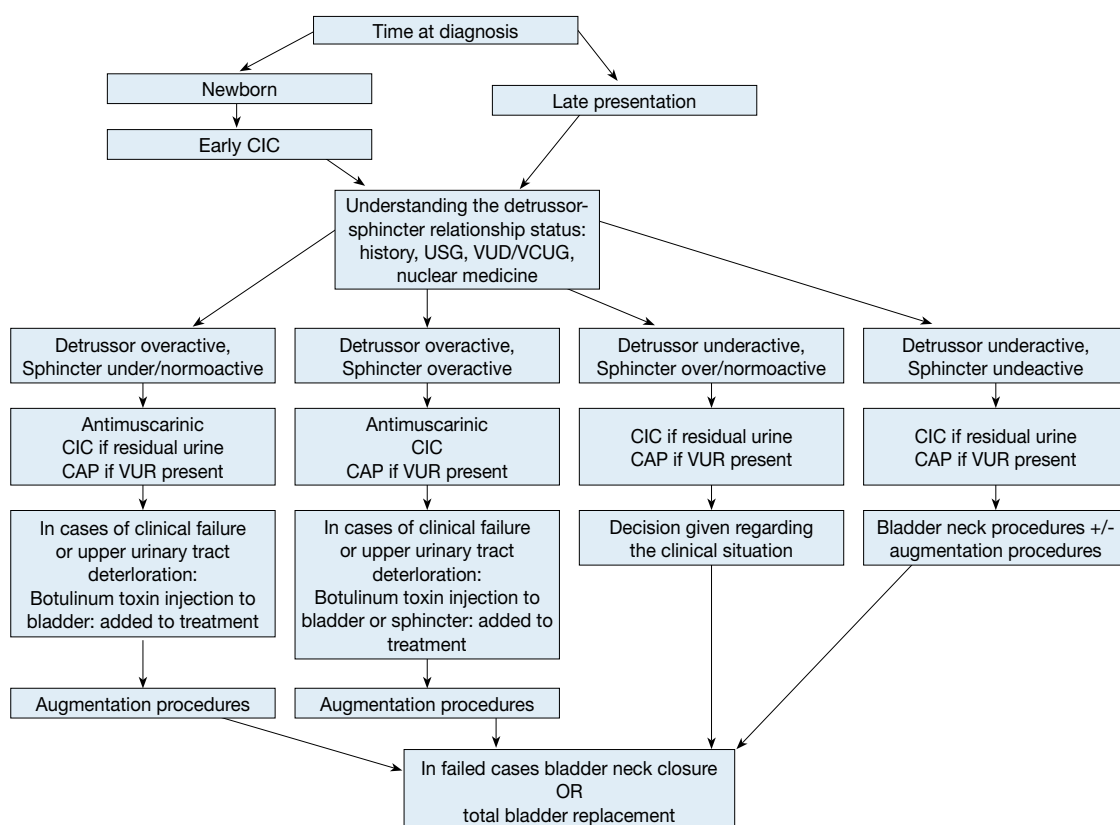 Time at diagnosis
Newborn
Late presentation
Early CIC
Understanding the detrussor-
sphincter relationship status:
history, USG, VUD/VCUG,
nuclear medicine
Detrussor overactive,
Sphincter under/normoactive
Detrussor overactive,
Sphincter overactive
Detrussor underactive,
Sphincter over/normoactive
Detrussor underactive,
Sphincter undeactive
Antimuscarinic
CIC if residual urine
CAP if VUR present
Antimuscarinic
CIC
CAP if VUR present
CIC if residual urine
CAP if VUR present
CIC if residual urine
CAP if VUR present
In cases of clinical failure
or upper urinary tract
deterloration:
Botulinum toxin injection to
bladder: added to treatment
In cases of clinical failure
or upper urinary tract
deterloration:
Botulinum toxin injection to
bladder or sphincter: added to
treatment
Decision given regarding
the clinical situation
Bladder neck procedures +/-
augmentation procedures
Augmentation procedures
Augmentation procedures
In failed cases bladder neck closure
OR
total bladder replacement